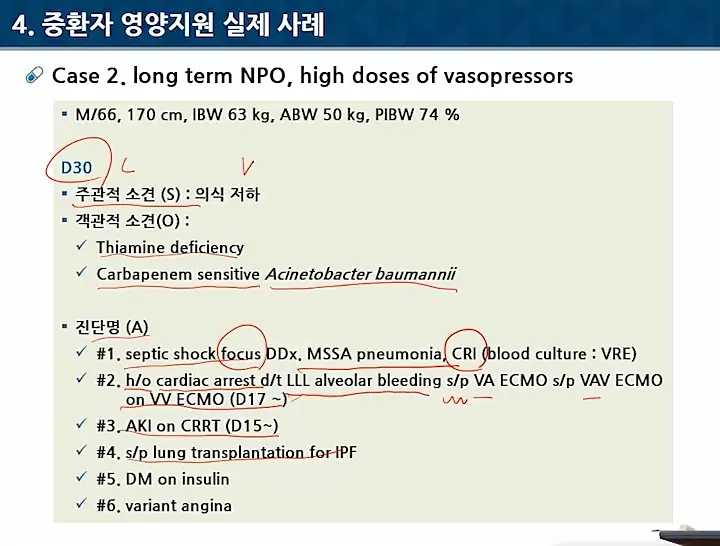 4. 중환자 영양지원 실제 사례
Case 2. long term NPO, high doses of vasopressors
▪ M/66, 170 cm, IBW 63 kg, ABW 50 kg, PIBW 74 %
D30 L V
▪ 주관적 소견 (S) : 의식 저하
▪ 객관적 소견(O) :
✓ Thiamine deficiency
✓ Carbapenem sensitive Acinetobacter baumannii
▪ 진단명 (A)
✓ #1. septic shock focus DDx. MSSA pneumonia, CRI (blood culture : VRE)
✓ #2. h/o cardiac arrest d/t LLL alveolar bleeding s/p VA ECMO s/p VAV ECMO
on VV ECMO (D17 ~)
✓ #3. AKI on CRRT (D15~)
✓ #4. s/p lung transplantation for IPF
✓ #5. DM on insulin
✓ #6. variant angina